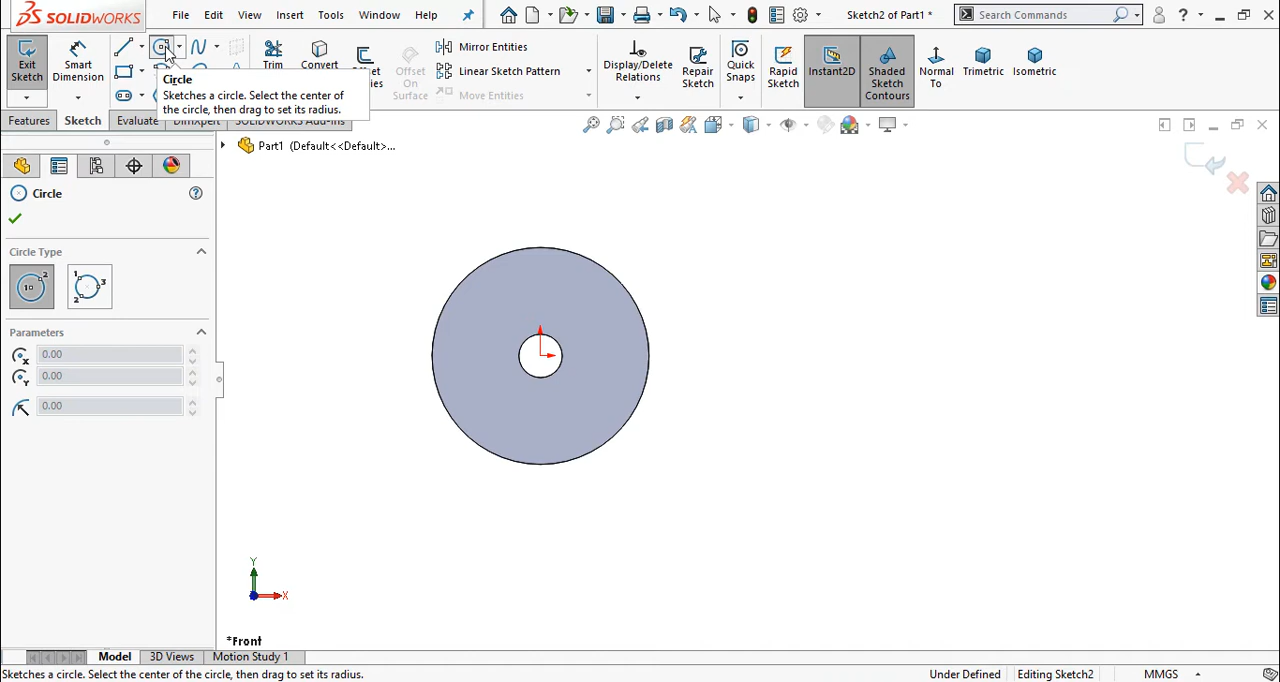 SOLIDWORKS File Edit View Insert Tools Window Help Sketch2 of Part1 * Search Commands ?
Exit Sketch
Smart Dimension
Trim
Convert
Offset On Surface
Mirror Entities
Linear Sketch Pattern
Move Entities
Display/Delete Relations
Repair Sketch
Quick Snaps
Rapid Sketch
Instant2D
Shaded Sketch Contours
Normal To
Trimetric
Isometric
Circle
Sketches a circle. Select the center of
the circle, then drag to set its radius.
Features Sketch Evaluate
Part1 (Default<<Default>...
Circle ?
Circle Type
Parameters
0.00
0.00
0.00
Y
X
*Front
Model 3D Views Motion Study 1
Sketches a circle. Select the center of the circle, then drag to set its radius. Under Defined Editing Sketch2 MMGS